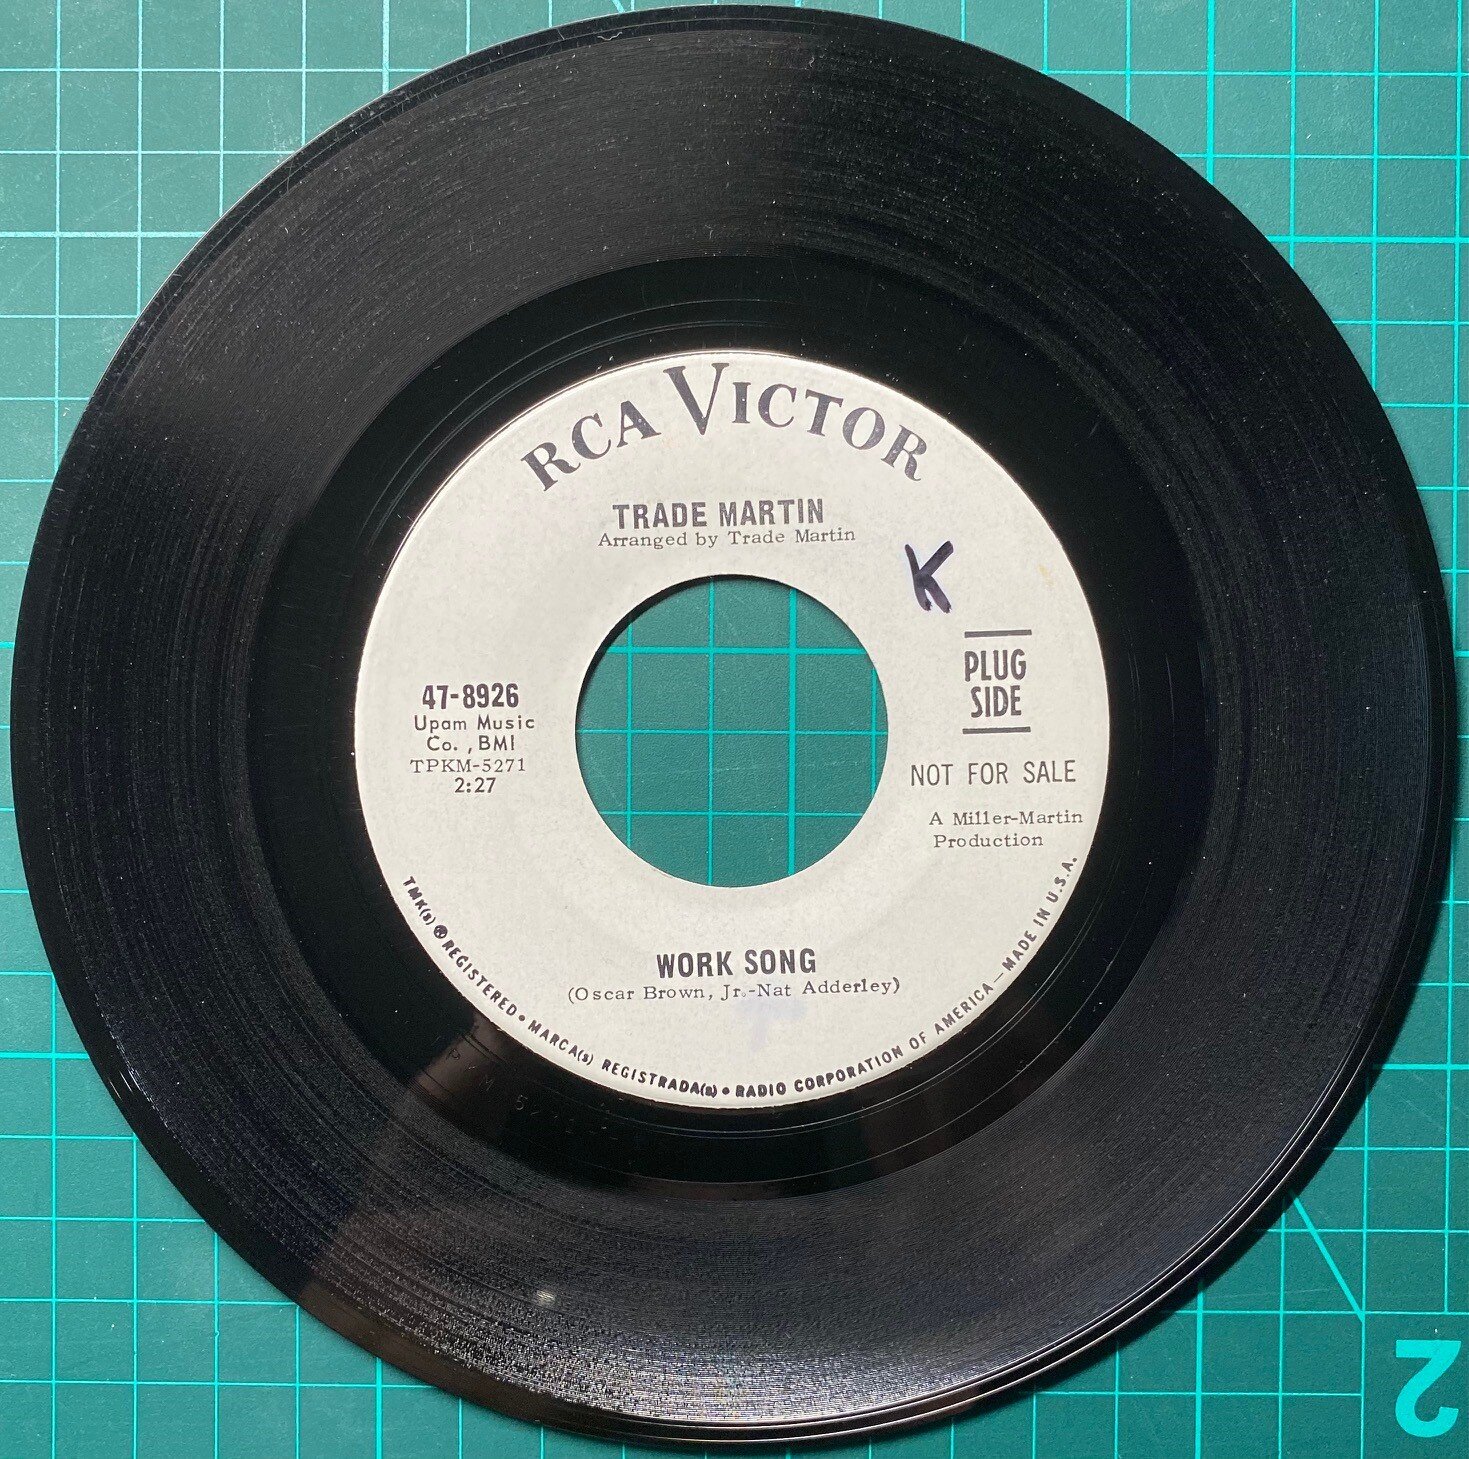 RCA VICTOR
TRADE MARTIN
Arranged by Trade Martin
K
PLUG
SIDE
47-8926
Upam Music
Co., BMI
TPKM-5271
2:27
NOT FOR SALE
A Miller-Martin
Production
WORK SONG
(Oscar Brown, Jr.-Nat Adderley)
TMK(s) ® REGISTERED • MARCA(s) REGISTRADA(s) • RADIO CORPORATION OF AMERICA — MADE IN U.S.A.
2